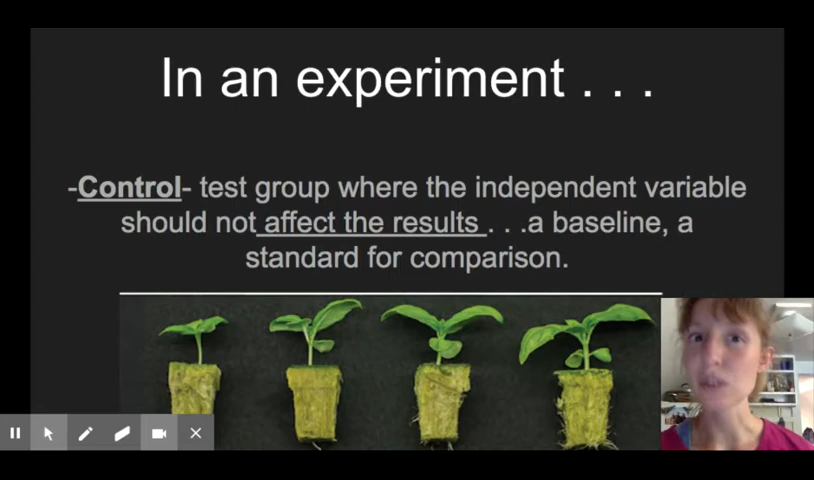 In an experiment . . .
-Control- test group where the independent variable
should not affect the results . . .a baseline, a
standard for comparison.